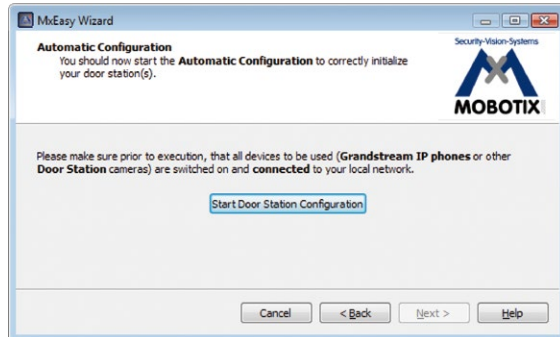 MxEasy Wizard
Automatic Configuration
You should now start the Automatic Configuration to correctly initialize
your door station(s).
Security-Vision-Systems
MOBOTIX
Please make sure prior to execution, that all devices to be used (Grandstream IP phones or other
Door Station cameras) are switched on and connected to your local network.
Start Door Station Configuration
Cancel
< Back
Next >
Help